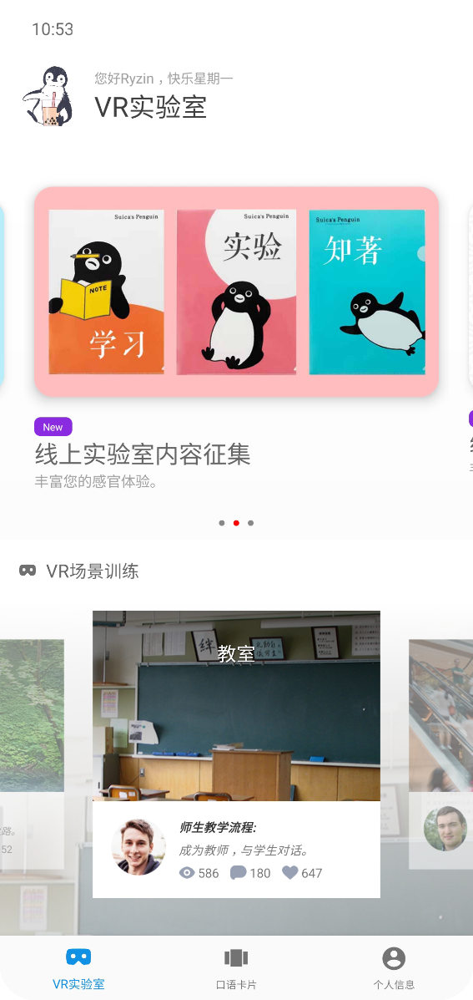 10:53
您好Ryzin，快乐星期一
VR实验室
Suica's Penguin
NOTE
学习
Suica's Penguin
实验
Suica's Penguin
知著
New
线上实验室内容征集
丰富您的感官体验。
VR场景训练
教室
绊
师生教学流程:
成为教师，与学生对话。
586 180 647
路。
52
VR实验室
口语卡片
个人信息